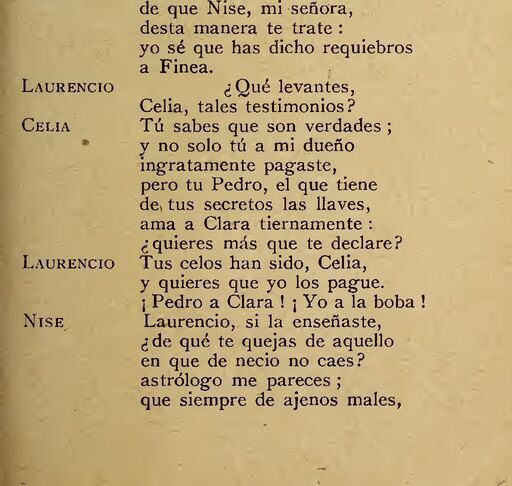 de que Nise, mi señora,
desta manera te trate :
yo sé que has dicho requiebros
a Finea.
LAURENCIO ¿Qué levantes,
Celia, tales testimonios?
CELIA Tú sabes que son verdades ;
y no solo tú a mi dueño
ingratamente pagaste,
pero tu Pedro, el que tiene
de tus secretos las llaves,
ama a Clara tiernamente :
¿quieres más que te declare?
LAURENCIO Tus celos han sido, Celia,
y quieres que yo los pague.
¡ Pedro a Clara ! ¡ Yo a la boba !
NISE Laurencio, si la enseñaste,
¿de qué te quejas de aquello
en que de necio no caes?
astrólogo me pareces ;
que siempre de ajenos males,